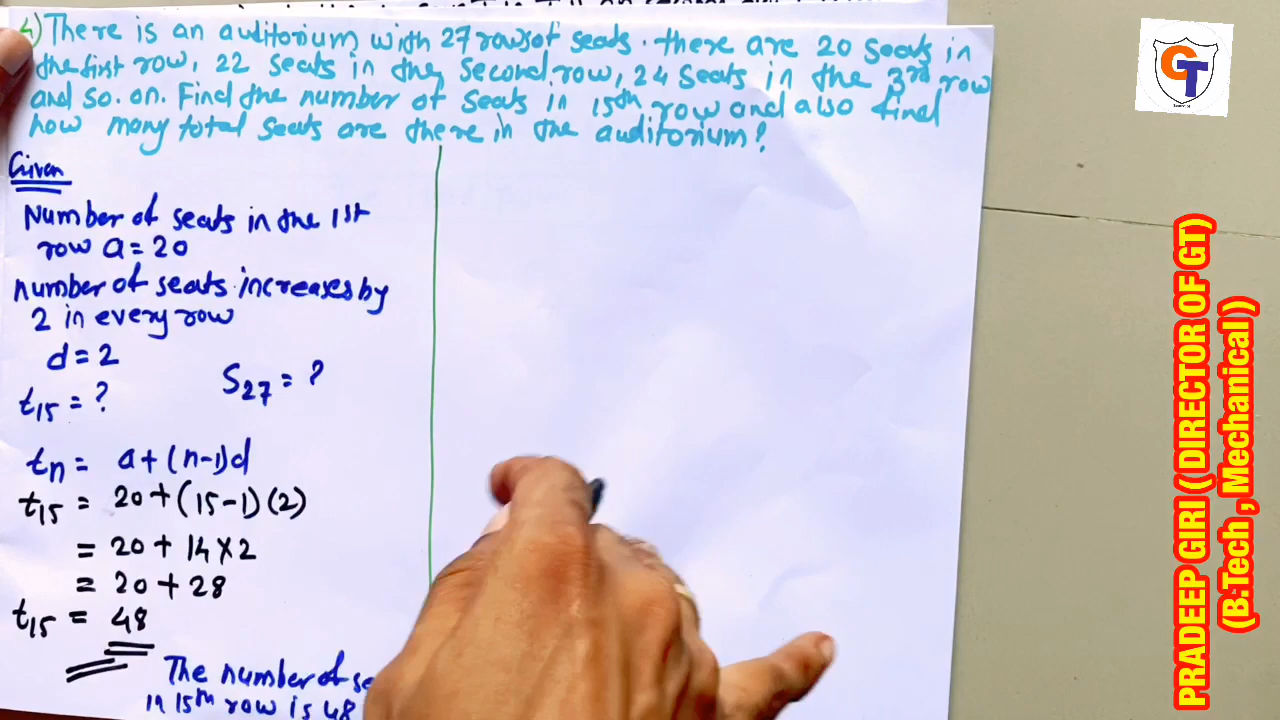 4) There is an auditorium with 27 rows of seats. there are 20 seats in
the first row, 22 seats in the second row, 24 seats in the 3rd row
and so.on. Find the number of seats in 15th row and also find
how many total seats are there in the auditorium?
Given
Number of seats in the 1st
row a = 20
number of seats increases by
2 in every row
d = 2
t15 = ?
S27 = ?
tn = a + (n-1)d
t15 = 20 + (15-1)(2)
= 20 + 14 × 2
= 20 + 28
t15 = 48
The number of se
in 15th row is 48
GT
PRADEEP GIRI (( DIRECTOR OF GT)
(B.Tech , Mechanical )